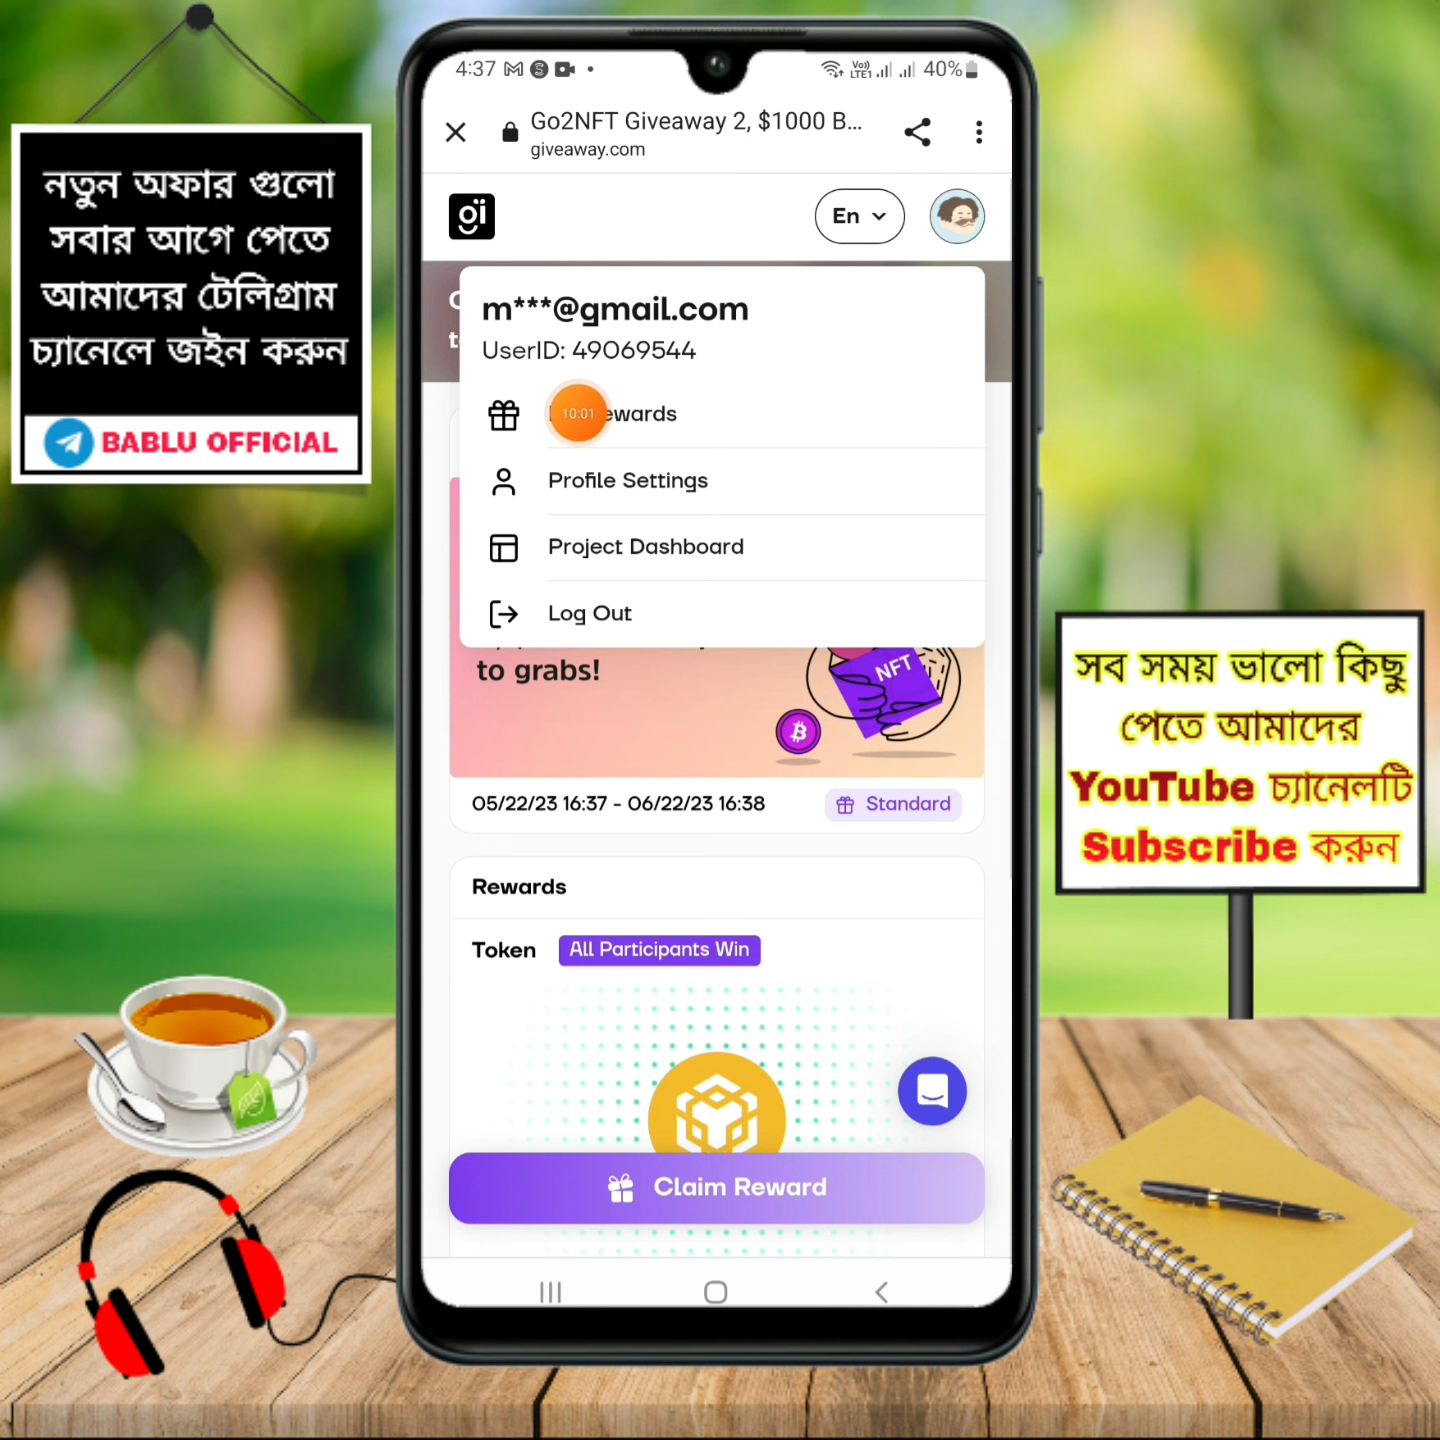 নতুন অফার গুলো
সবার আগে পেতে
আমাদের টেলিগ্রাম
চ্যানেলে জইন করুন
BABLU OFFICIAL
4:37
Vo))
LTE1
40%
Go2NFT Giveaway 2, $1000 B...
giveaway.com
gi
En
m***@gmail.com
UserID: 49069544
10:01
ewards
Profile Settings
Project Dashboard
Log Out
to grabs!
NFT
05/22/23 16:37 - 06/22/23 16:38
Standard
Rewards
Token
All Participants Win
Claim Reward
সব সময় ভালো কিছু
পেতে আমাদের
YouTube চ্যানেলটি
Subscribe করুন